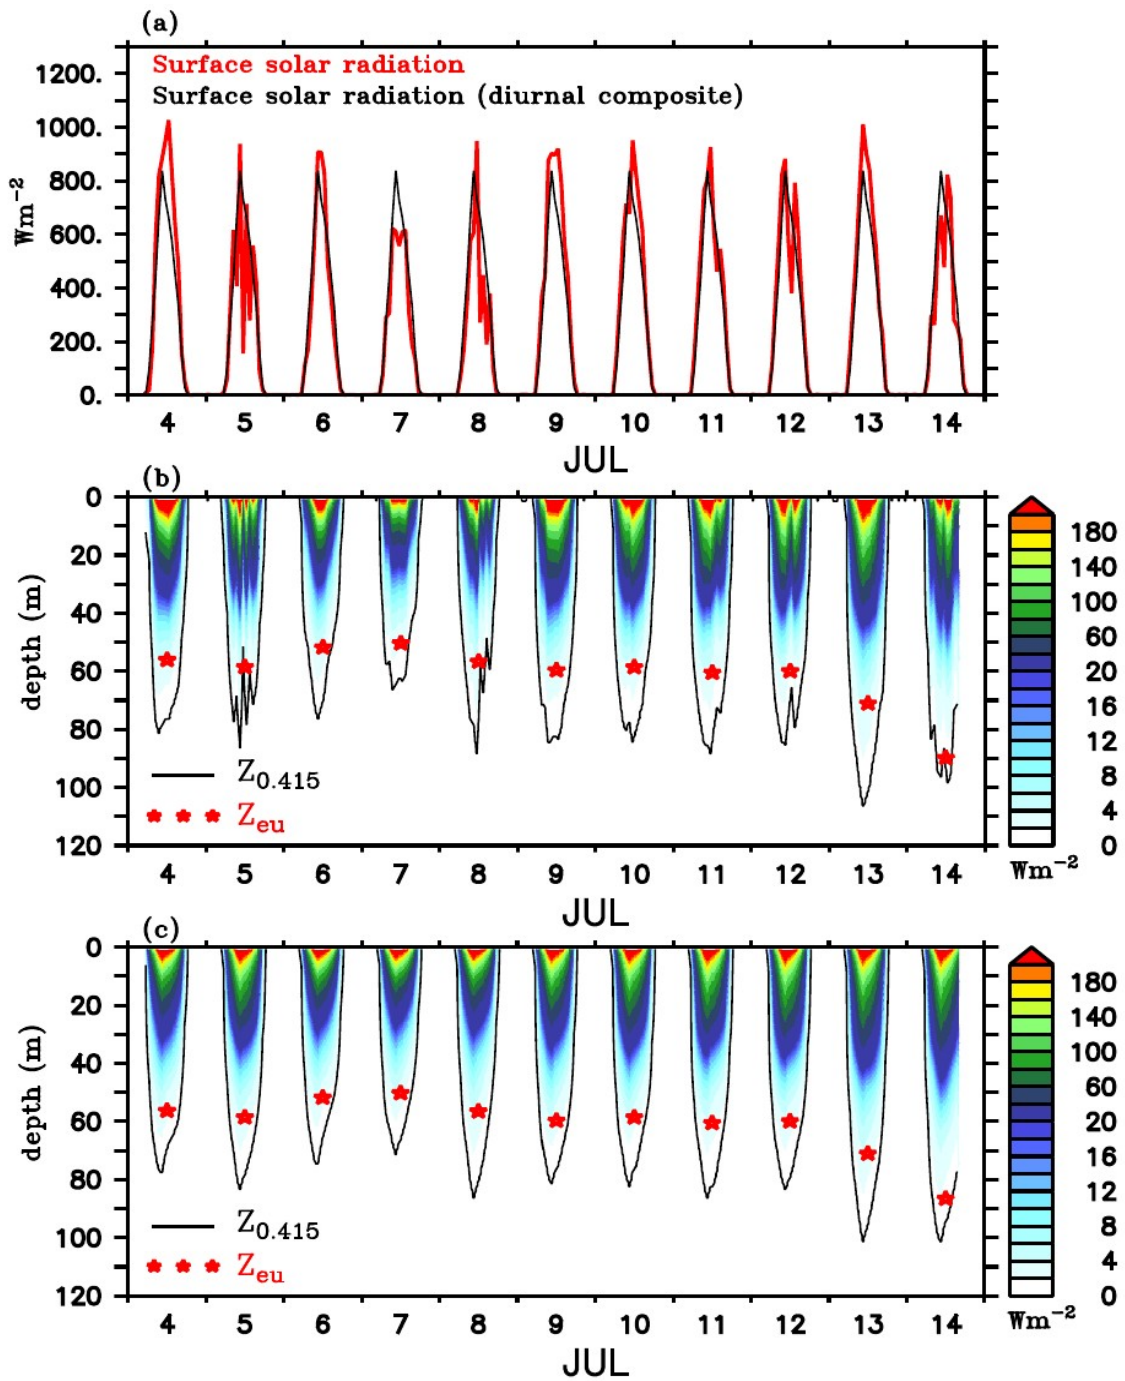 (a)
Surface solar radiation
Surface solar radiation (diurnal composite)
1200.
1000.
800.
600.
400.
200.
0.
Wm⁻²
4 5 6 7 8 9 10 11 12 13 14
JUL
(b)
0
20
40
60
80
100
120
depth (m)
Z0.415
Zeu
4 5 6 7 8 9 10 11 12 13 14
JUL
180
140
100
60
20
16
12
8
4
0
Wm⁻²
(c)
0
20
40
60
80
100
120
depth (m)
Z0.415
Zeu
4 5 6 7 8 9 10 11 12 13 14
JUL
180
140
100
60
20
16
12
8
4
0
Wm⁻²